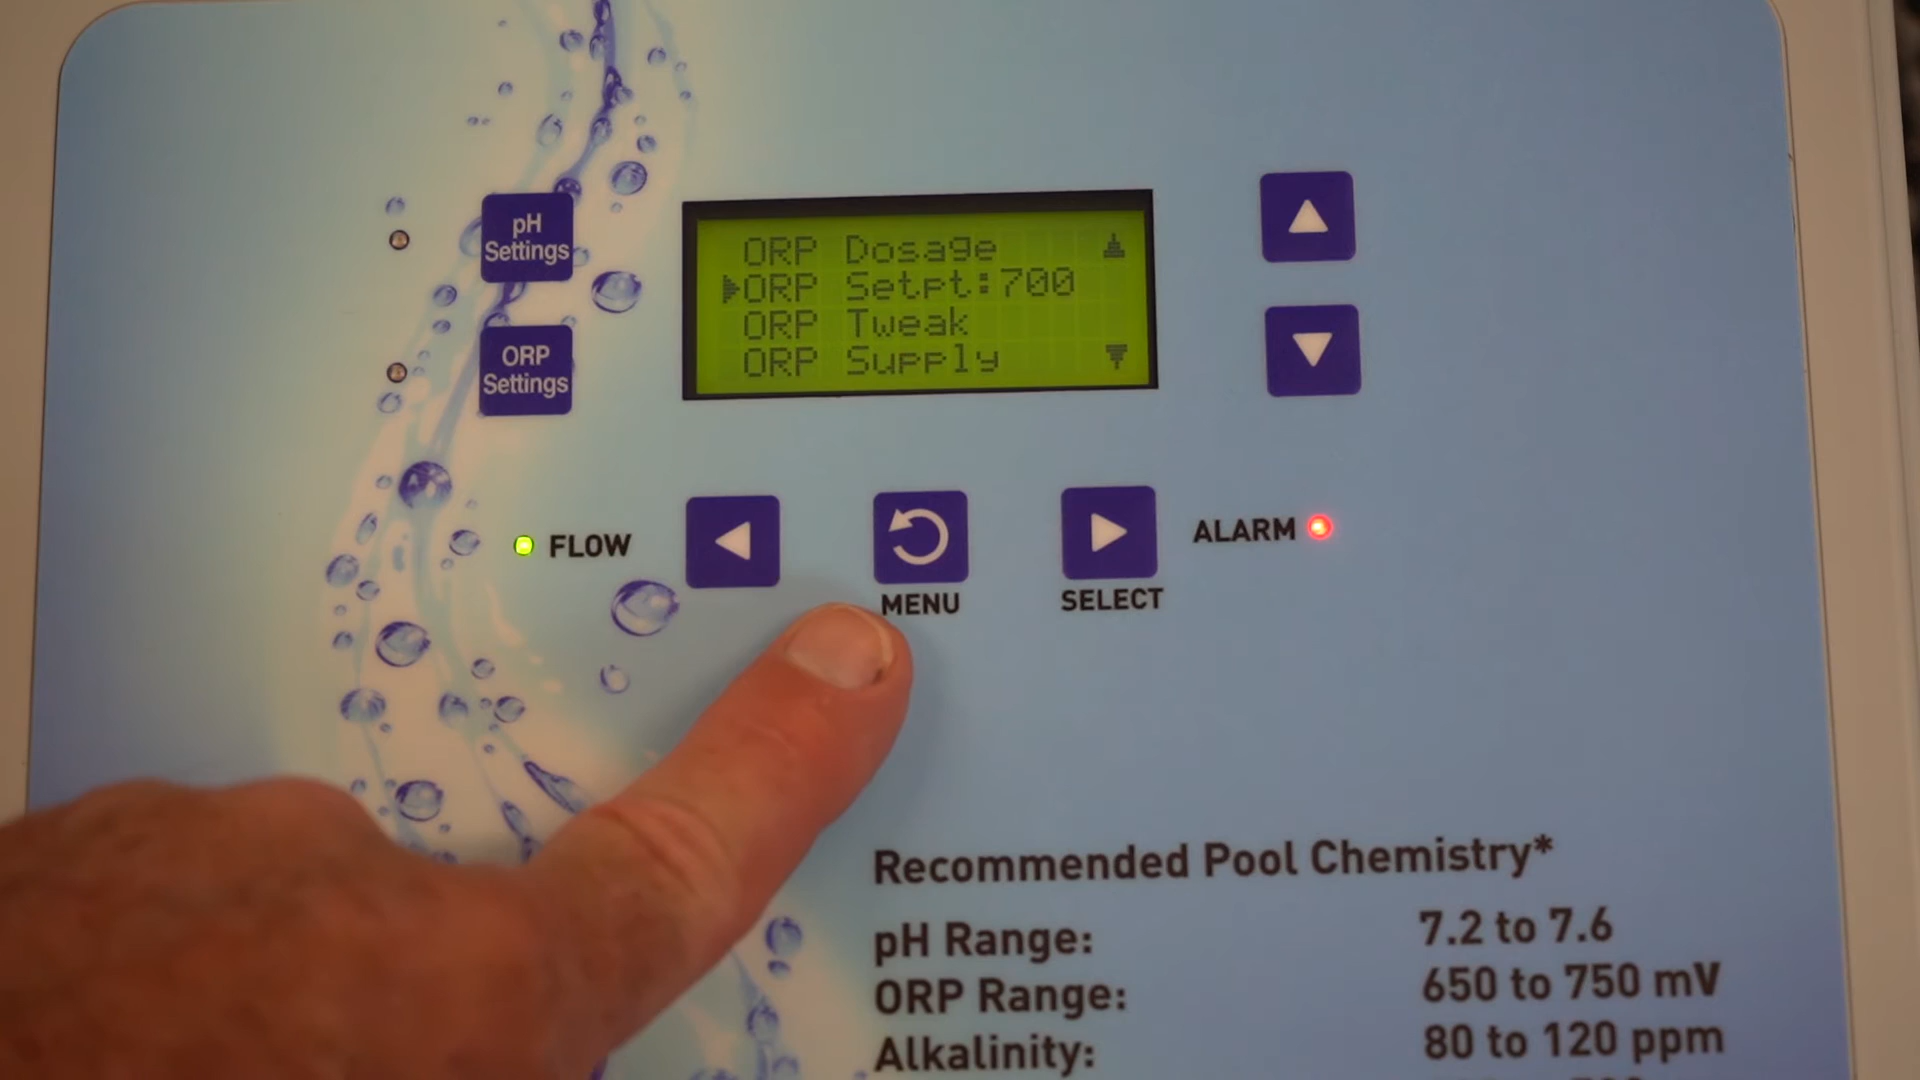 pH
Settings
ORP
Settings
ORP Dosage
ORP Setpt:700
ORP Tweak
ORP Supply
FLOW
MENU
SELECT
ALARM
Recommended Pool Chemistry*
pH Range: 7.2 to 7.6
ORP Range: 650 to 750 mV
Alkalinity: 80 to 120 ppm